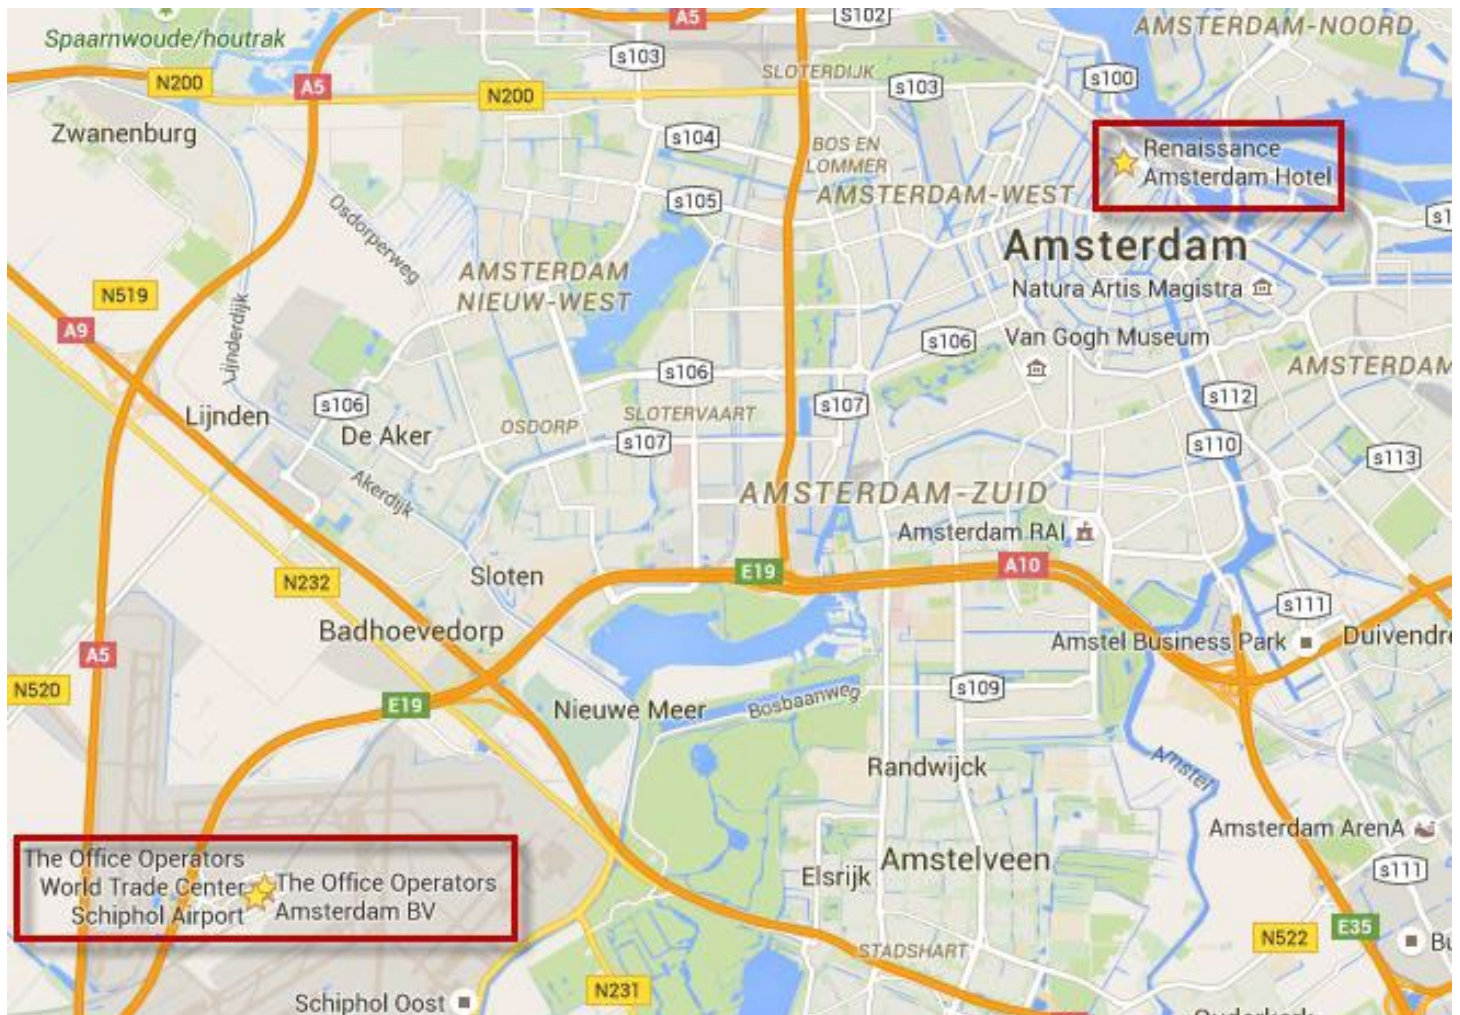 A5
S102
AMSTERDAM-NOORD
Spaarnwoude/houtrak
s103
SLOTERDIJK
s100
N200
A5
N200
s103
Zwanenburg
s104
BOS EN
LOMMER
Renaissance
Amsterdam Hotel
AMSTERDAM-WEST
s105
Osdorperweg
Amsterdam
AMSTERDAM
NIEUW-WEST
Natura Artis Magistra
N519
A9
Lijnderdijk
s106
Van Gogh Museum
AMSTERDAM
s106
s112
s106
Lijnden
De Aker
OSDORP
SLOTERVAART
s107
s107
s110
s113
Akerdijk
AMSTERDAM-ZUID
Amsterdam RAI
Sloten
E19
A10
N232
s111
Badhoevedorp
Amstel Business Park
Duivendre
A5
N520
E19
Nieuwe Meer
Bosbaanweg
s109
Randwijck
Amstel
Amsterdam ArenA
The Office Operators
World Trade Center
Schiphol Airport
The Office Operators
Amsterdam BV
Elsrijk
Amstelveen
s111
E35
N522
Bu
STADSHART
N231
Schiphol Oost